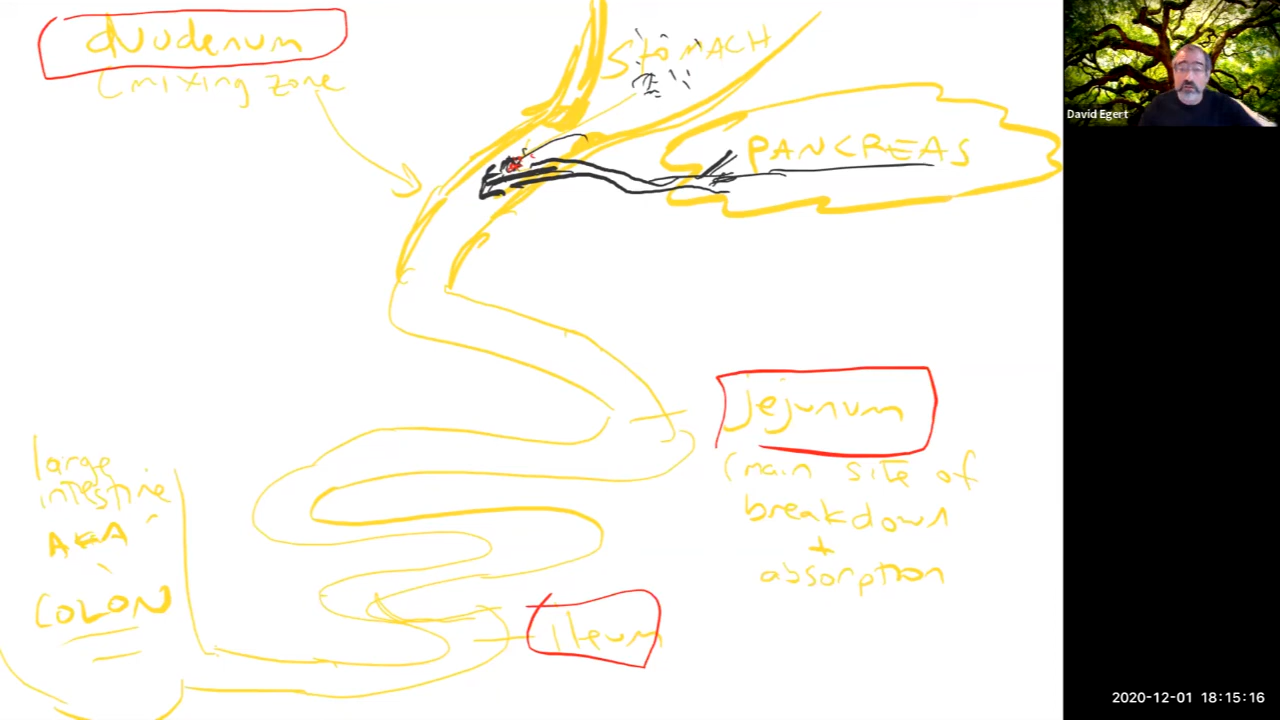 duodenum
(mixing zone
STOMACH
PANCREAS
David Egert
jejunum
(main site of
breakdown
+
absorption
large
intestine
AKA
COLON
ileum
2020-12-01 18:15:16